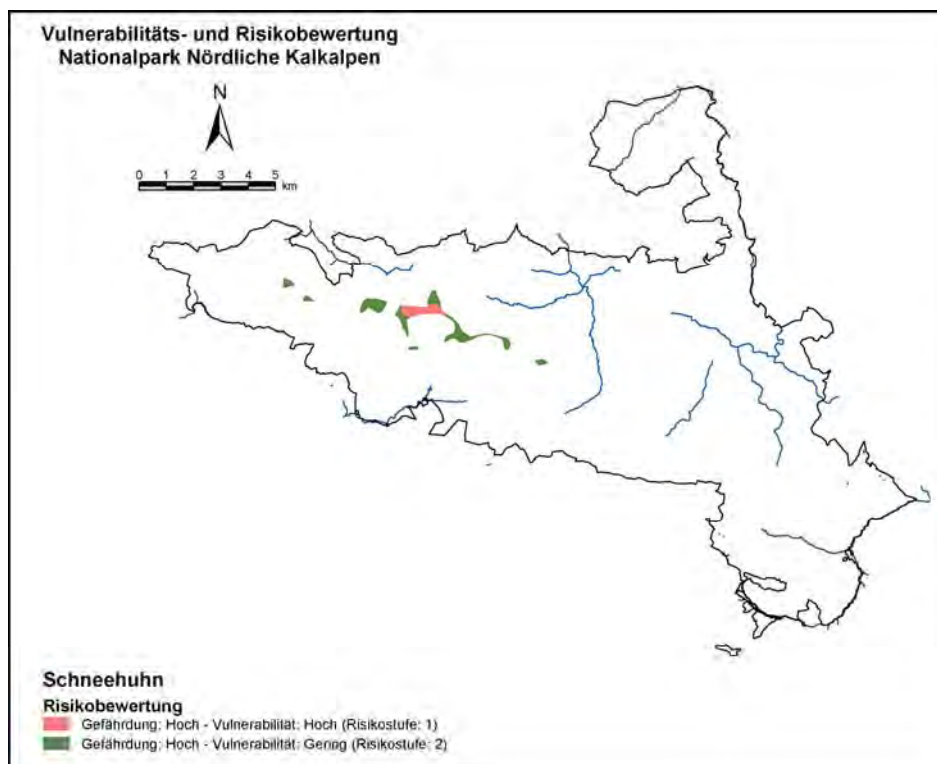 Vulnerabilitäts- und Risikobewertung
Nationalpark Nördliche Kalkalpen
N
0 1 2 3 4 5
km
Schneehuhn
Risikobewertung
Gefährdung: Hoch - Vulnerabilität: Hoch (Risikostufe: 1)
Gefährdung: Hoch - Vulnerabilität: Gering (Risikostufe: 2)